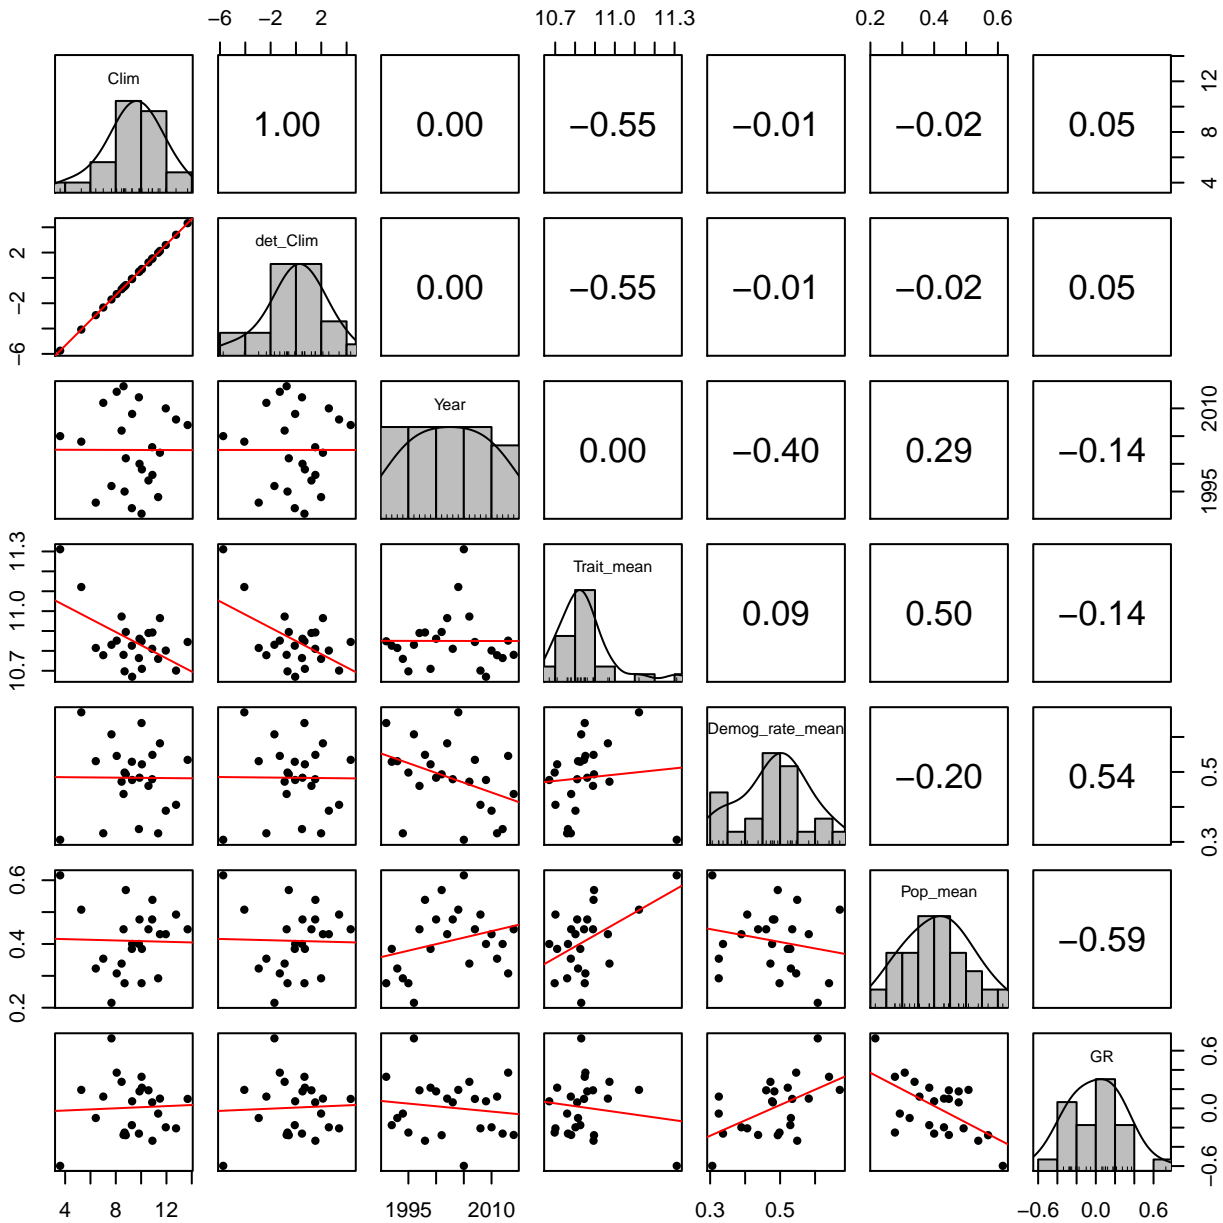 −6 −2 2 10.7 11.0 11.3 0.2 0.4 0.6
Clim 1.00 0.00 −0.55 −0.01 −0.02 0.05 4 8 12
−6 −2 2 det_Clim 0.00 −0.55 −0.01 −0.02 0.05
Year 0.00 −0.40 0.29 −0.14 1995 2010
10.7 11.0 11.3 Trait_mean 0.09 0.50 −0.14
Demog_rate_mean −0.20 0.54 0.3 0.5
0.2 0.4 0.6 Pop_mean −0.59
GR −0.6 0.0 0.6
4 8 12 1995 2010 0.3 0.5 −0.6 0.0 0.6